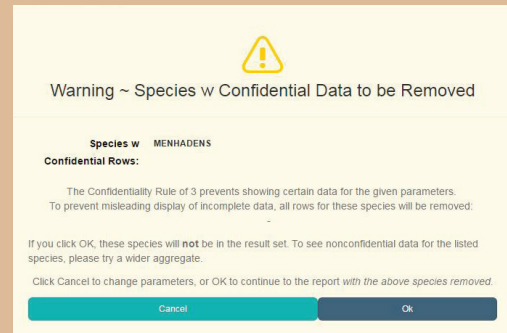 Warning ~ Species w Confidential Data to be Removed
Species w MENHADENS
Confidential Rows:
The Confidentiality Rule of 3 prevents showing certain data for the given parameters.
To prevent misleading display of incomplete data, all rows for these species will be removed:
-
If you click OK, these species will not be in the result set. To see nonconfidential data for the listed
species, please try a wider aggregate.
Click Cancel to change parameters, or OK to continue to the report with the above species removed.
Cancel Ok